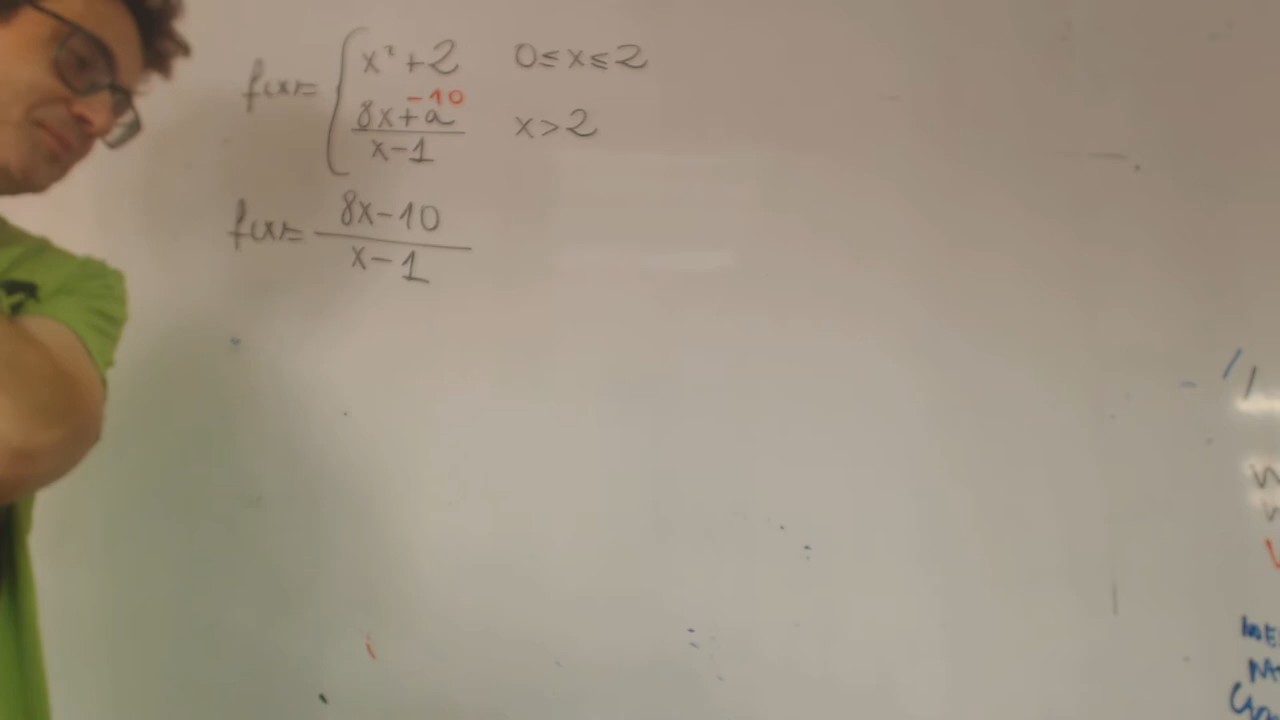 f(x)= { x²+2 0≤x≤2
-10
8x+a / x-1 x>2
f(x)= 8x-10 / x-1